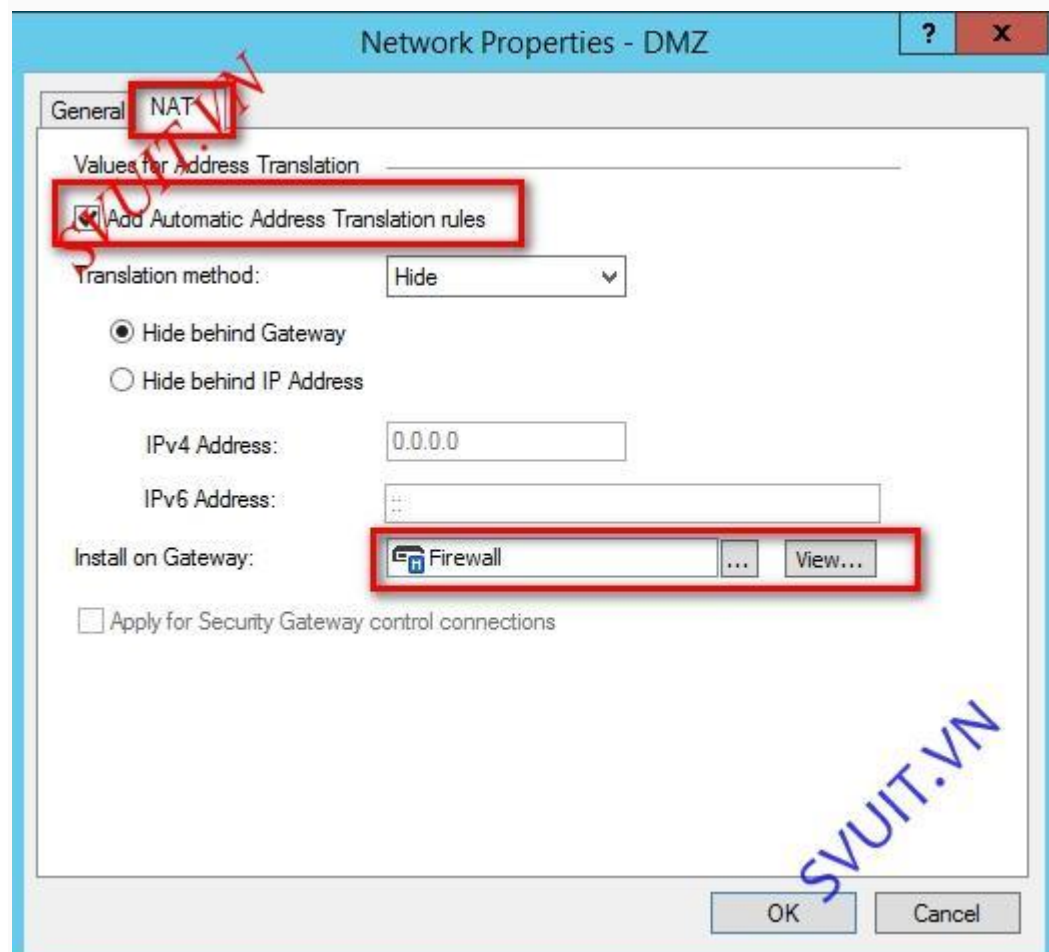 Network Properties - DMZ
? x
General NAT
Values for Address Translation
Add Automatic Address Translation rules
Translation method: Hide
Hide behind Gateway
Hide behind IP Address
IPv4 Address: 0.0.0.0
IPv6 Address: ::
Install on Gateway: Firewall ... View...
Apply for Security Gateway control connections
OK Cancel
SVUIT.VN
SVUIT.VN